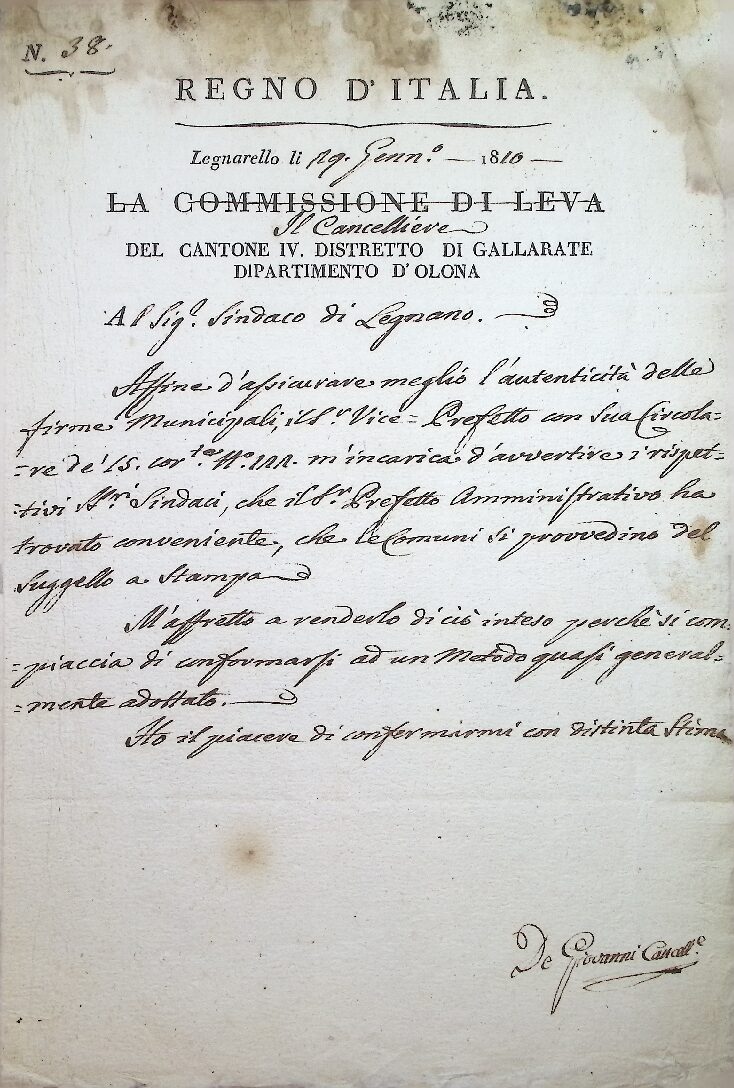 N. 38.
REGNO D'ITALIA.
Legnarello li 29. Genn.o — 1810 —
LA COMMISSIONE DI LEVA
Il Cancelliere
DEL CANTONE IV. DISTRETTO DI GALLARATE
DIPARTIMENTO D'OLONA
Al Sig.r Sindaco di Legnano.
Affine d'assicurare meglio l'autenticità delle
firme Municipali, il S.r Vice= Prefetto con sua Circola=
=re de' 15. cor.te N.o 122. m'incarica d'avvertire i rispet=
=tivi SS.ri Sindaci, che il S.r Prefetto Amministrativo ha
trovato conveniente, che le Comuni si provvedino del
Suggello a Stampa
M'affretto a renderlo di ciò inteso perchè si com=
=piaccia di conformarsi ad un Metodo quasi general=
=mente adottato.
Ho il piacere di confermarmi con distinta Stima
De Giovanni Cancell.e